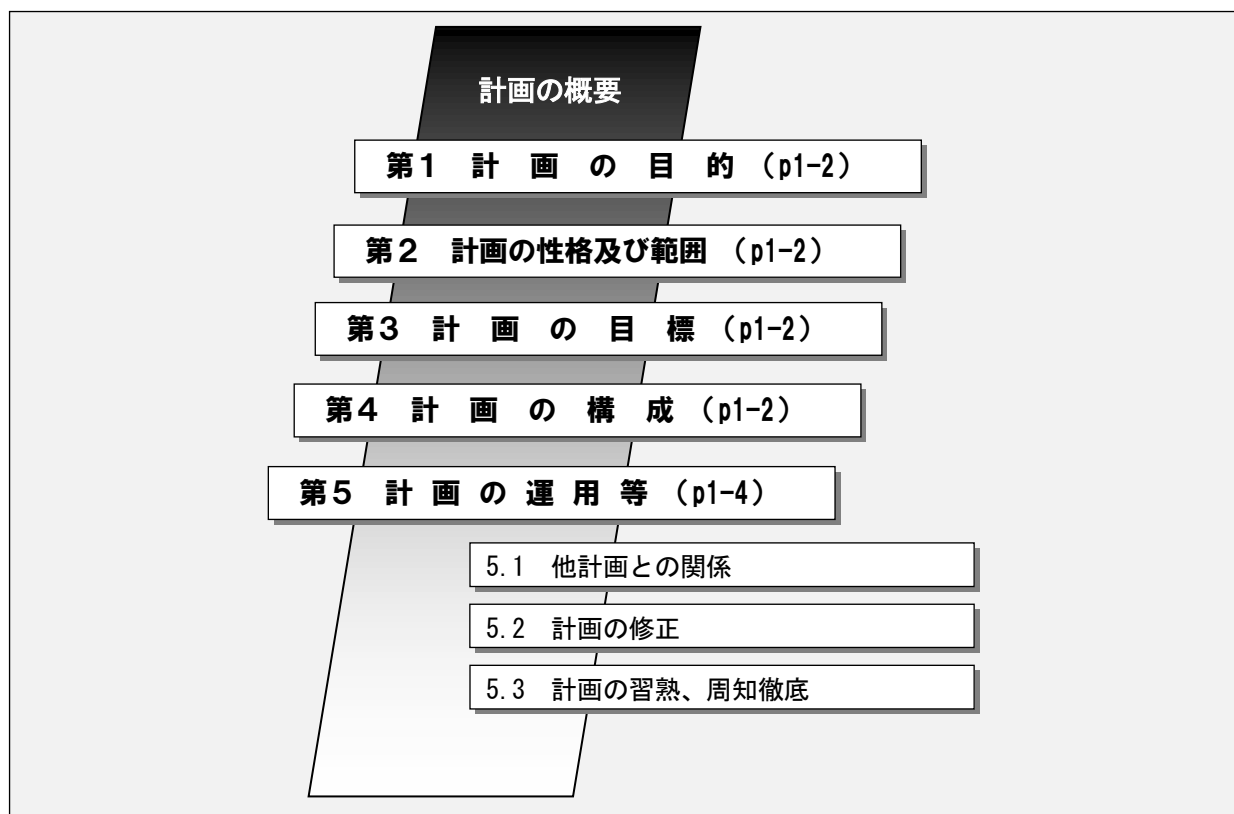 計画の概要
第１　計　画　の　目　的（p1-2）
第２　計画の性格及び範囲（p1-2）
第３　計　画　の　目　標（p1-2）
第４　計　画　の　構　成（p1-2）
第５　計 画 の 運 用 等（p1-4）
5.1　他計画との関係
5.2　計画の修正
5.3　計画の習熟、周知徹底